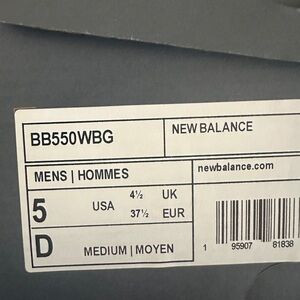 BB550WBG NEW BALANCE
MENS | HOMMES newbalance.com
5 USA 4½ UK
37½ EUR
D MEDIUM | MOYEN
1 95907 81838